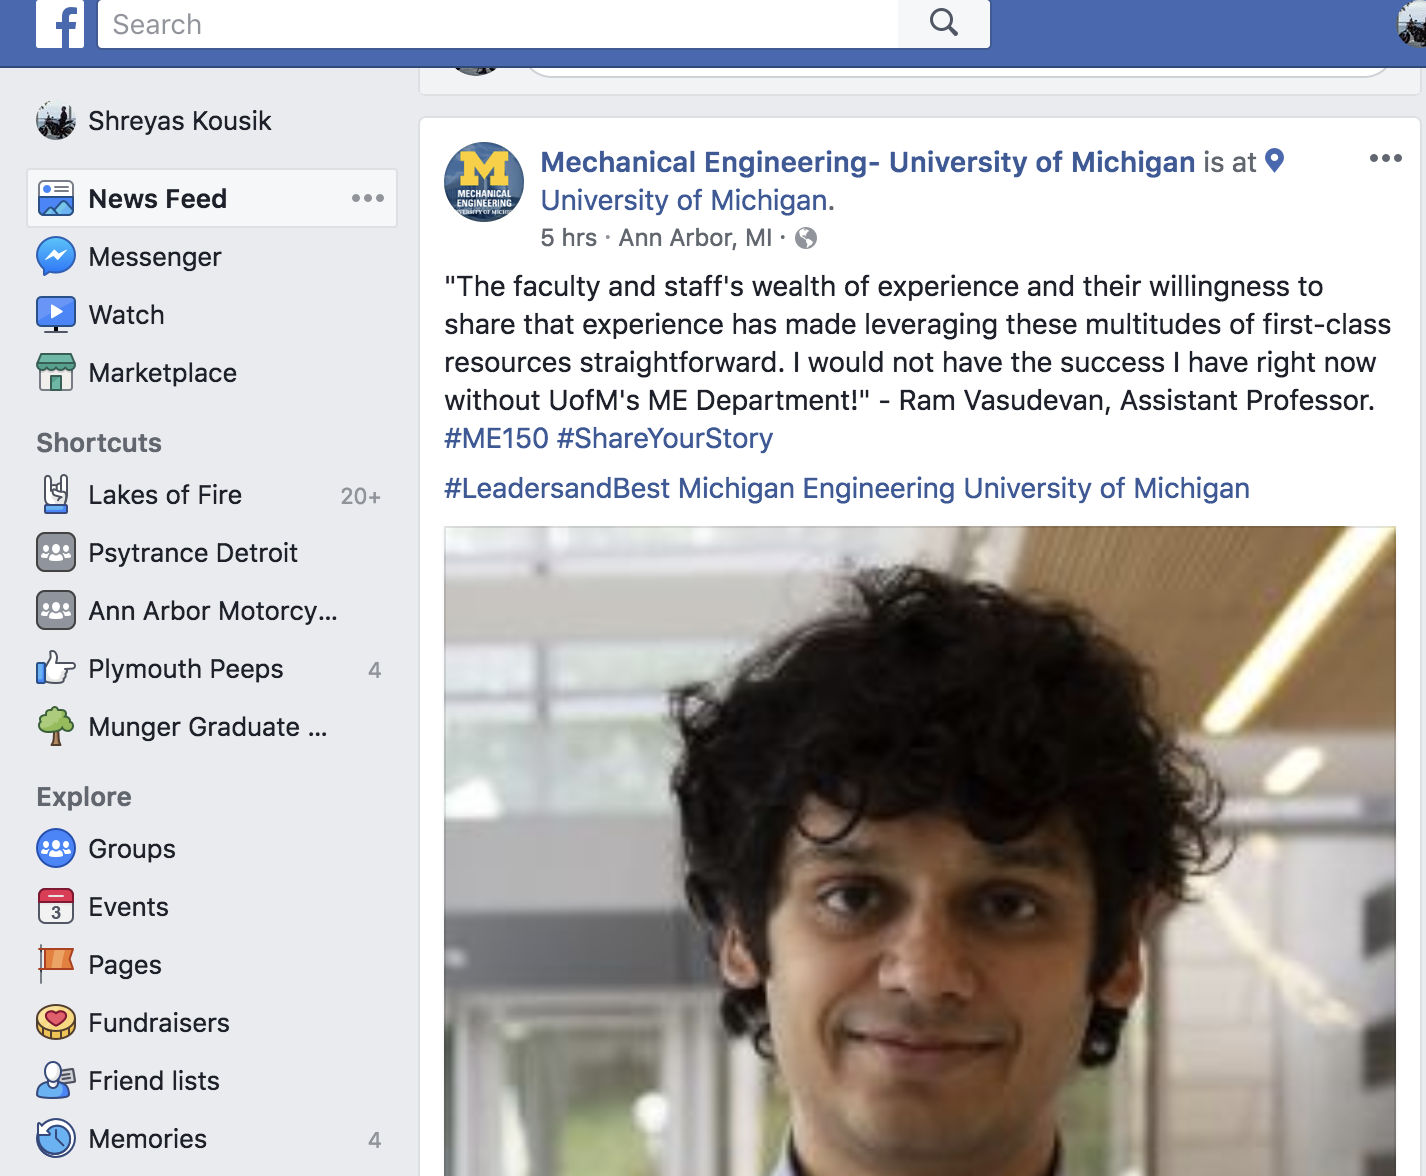 Search
Shreyas Kousik
News Feed
Messenger
Watch
Marketplace
Shortcuts
Lakes of Fire 20+
Psytrance Detroit
Ann Arbor Motorcy...
Plymouth Peeps 4
Munger Graduate ...
Explore
Groups
3
Events
Pages
Fundraisers
Friend lists
Memories 4
M
MECHANICAL
ENGINEERING
Mechanical Engineering- University of Michigan is at
University of Michigan.
5 hrs · Ann Arbor, MI ·
"The faculty and staff's wealth of experience and their willingness to
share that experience has made leveraging these multitudes of first-class
resources straightforward. I would not have the success I have right now
without UofM's ME Department!" - Ram Vasudevan, Assistant Professor.
#ME150 #ShareYourStory
#LeadersandBest Michigan Engineering University of Michigan